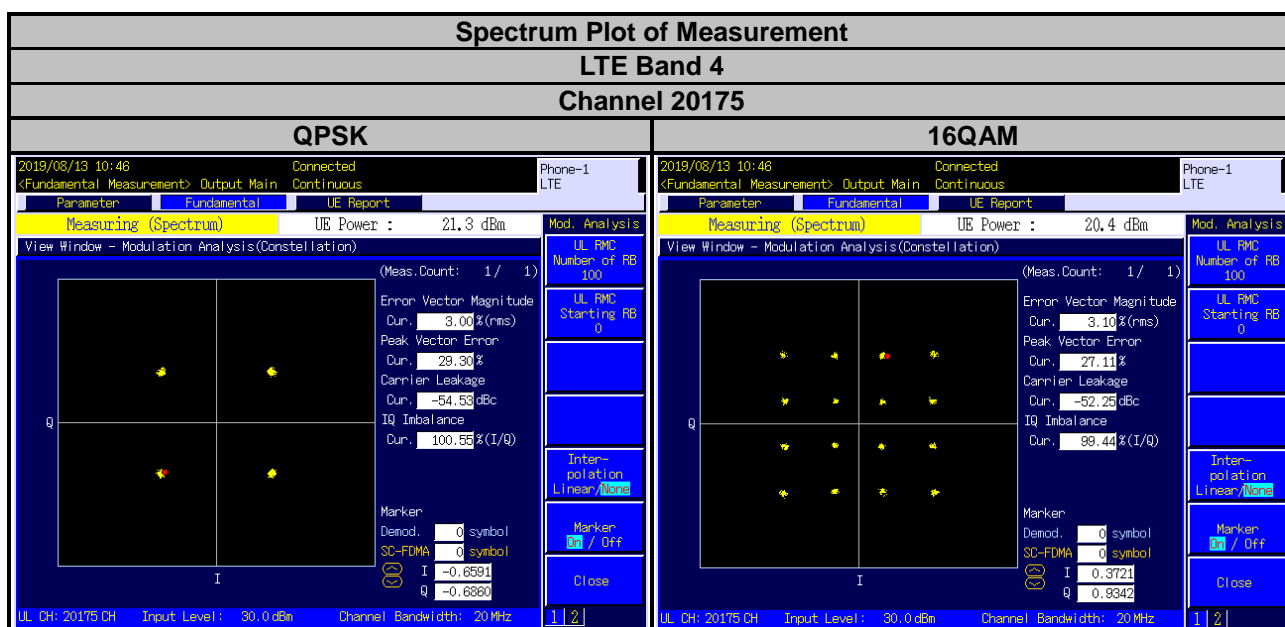 Spectrum Plot of Measurement
LTE Band 4
Channel 20175
QPSK
2019/08/13 10:46 Connected
<Fundamental Measurement> Output Main Continuous
Phone-1
LTE
Parameter Fundamental UE Report
Measuring (Spectrum) UE Power : 21.3 dBm
Mod. Analysis
View Window - Modulation Analysis(Constellation)
(Meas.Count: 1/ 1)
Error Vector Magnitude
Cur. 3.00 %(rms)
Peak Vector Error
Cur. 29.30 %
Carrier Leakage
Cur. -54.53 dBc
IQ Imbalance
Cur. 100.55 %(I/Q)
Q
I
Marker
Demod. 0 symbol
SC-FDMA 0 symbol
I -0.6591
Q -0.6860
UL RMC
Number of RB
100
UL RMC
Starting RB
0
Inter-
polation
Linear/None
Marker
On / Off
Close
UL CH: 20175 CH Input Level: 30.0 dBm Channel Bandwidth: 20 MHz
1 2
16QAM
2019/08/13 10:46 Connected
<Fundamental Measurement> Output Main Continuous
Phone-1
LTE
Parameter Fundamental UE Report
Measuring (Spectrum) UE Power : 20.4 dBm
Mod. Analysis
View Window - Modulation Analysis(Constellation)
(Meas.Count: 1/ 1)
Error Vector Magnitude
Cur. 3.10 %(rms)
Peak Vector Error
Cur. 27.11 %
Carrier Leakage
Cur. -52.25 dBc
IQ Imbalance
Cur. 99.44 %(I/Q)
Q
I
Marker
Demod. 0 symbol
SC-FDMA 0 symbol
I 0.3721
Q 0.9342
UL RMC
Number of RB
100
UL RMC
Starting RB
0
Inter-
polation
Linear/None
Marker
On / Off
Close
UL CH: 20175 CH Input Level: 30.0 dBm Channel Bandwidth: 20 MHz
1 2